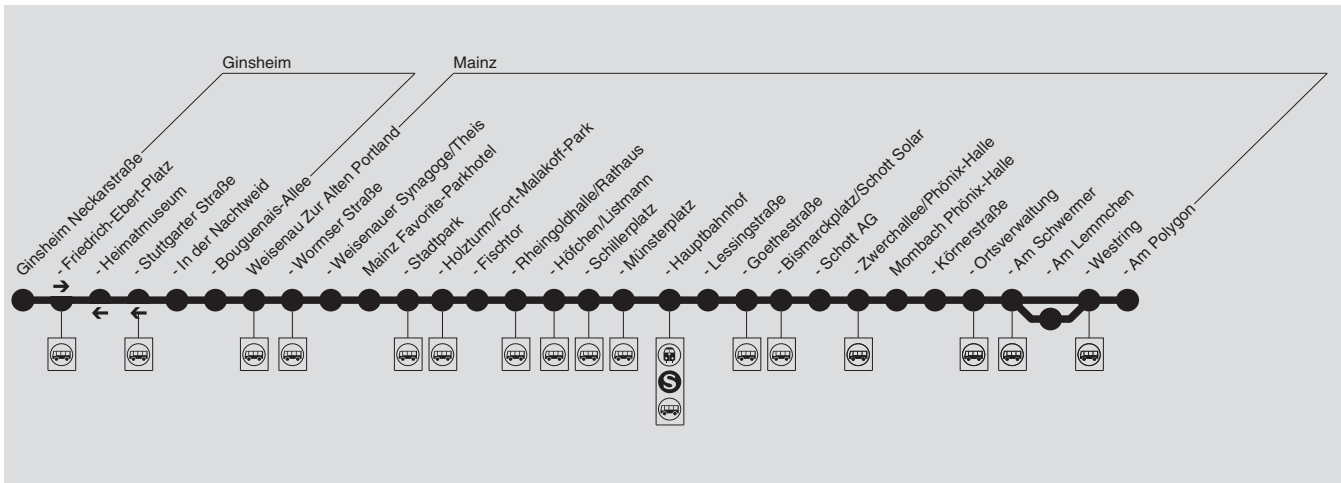 Ginsheim
Mainz
Ginsheim Neckarstraße
- Friedrich-Ebert-Platz
- Heimatmuseum
- Stuttgarter Straße
- In der Nachtweid
- Bouguenais-Allee
Weisenau Zur Alten Portland
- Wormser Straße
- Weisenauer Synagoge/Theis
Mainz Favorite-Parkhotel
- Stadtpark
- Holzturm/Fort-Malakoff-Park
- Fischtor
- Rheingoldhalle/Rathaus
- Höfchen/Listmann
- Schillerplatz
- Münsterplatz
- Hauptbahnhof
- Lessingstraße
- Goethestraße
- Bismarckplatz/Schott Solar
- Schott AG
- Zwerchallee/Phönix-Halle
Mombach Phönix-Halle
- Körnerstraße
- Ortsverwaltung
- Am Schwermer
- Am Lemmchen
- Westring
- Am Polygon
S